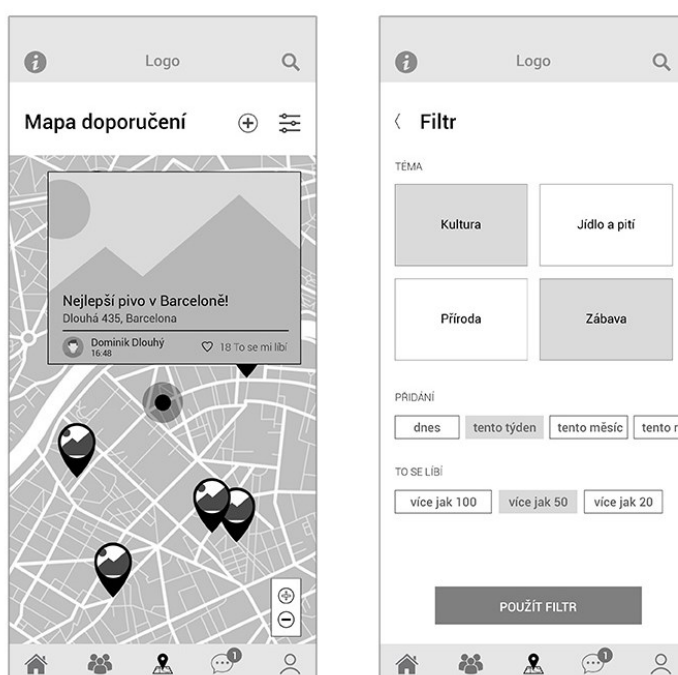 Logo
Mapa doporučení
Nejlepší pivo v Barceloně!
Dlouhá 435, Barcelona
Dominik Dlouhý
16:48
18 To se mi líbí
1
Logo
Filtr
TÉMA
Kultura
Jídlo a pití
Příroda
Zábava
PŘIDÁNÍ
dnes
tento týden
tento měsíc
tento r
TO SE LÍBÍ
více jak 100
více jak 50
více jak 20
POUŽÍT FILTR
1